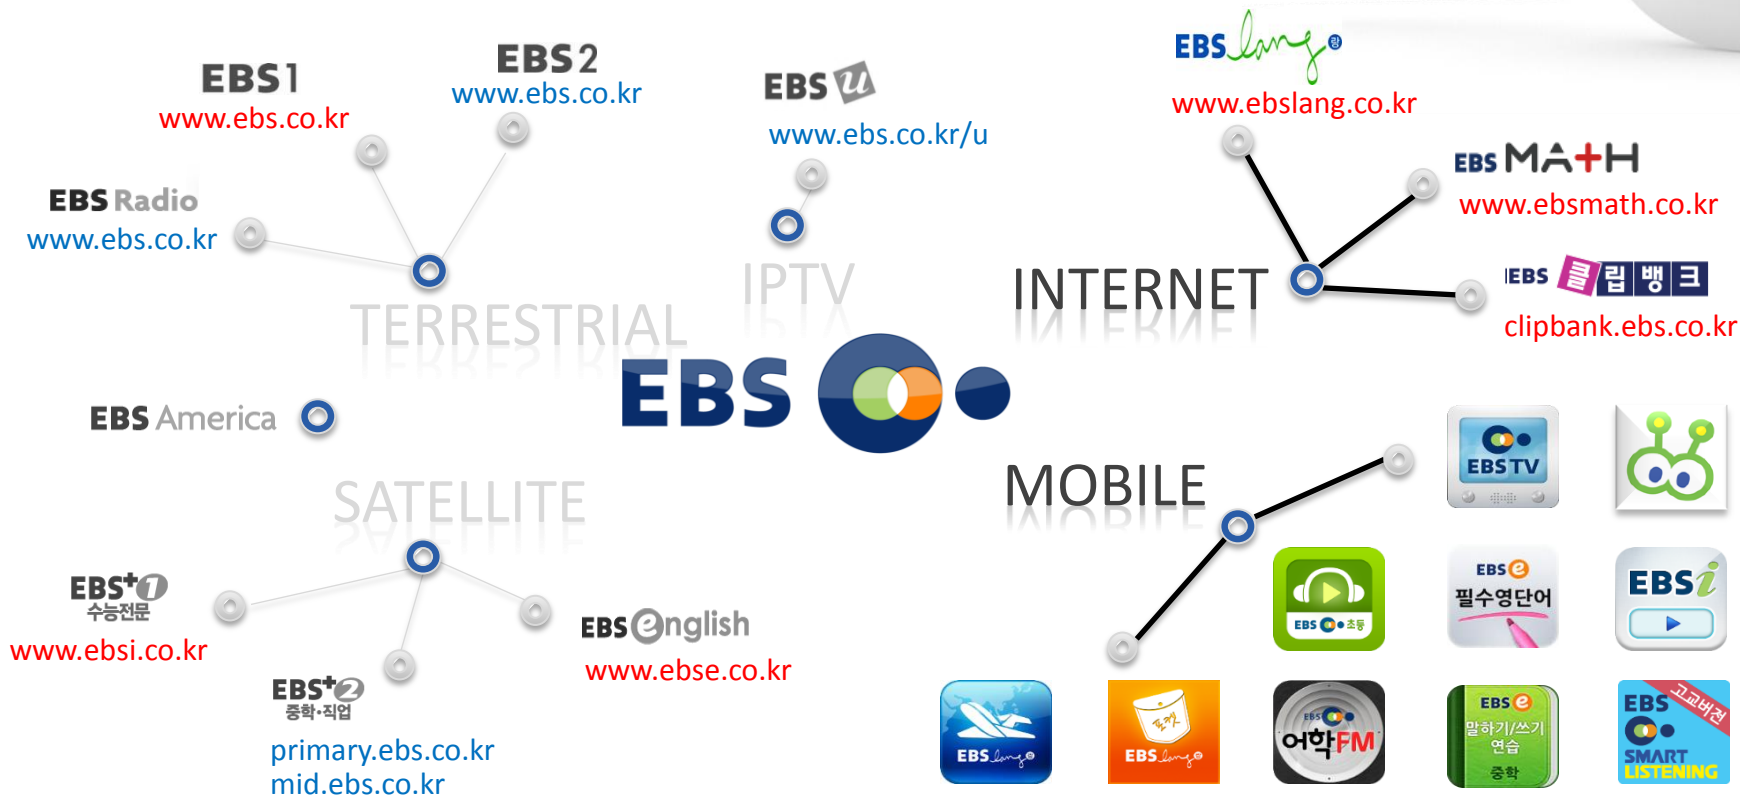 EBS1
www.ebs.co.kr
EBS2
www.ebs.co.kr
EBS u
www.ebs.co.kr/u
EBS lang 랑
www.ebslang.co.kr
EBS Radio
www.ebs.co.kr
EBS MATH
www.ebsmath.co.kr
TERRESTRIAL
IPTV
INTERNET
EBS 클립뱅크
clipbank.ebs.co.kr
EBS
EBS America
SATELLITE
MOBILE
EBS+1
수능전문
www.ebsi.co.kr
EBS+2
중학·직업
primary.ebs.co.kr
mid.ebs.co.kr
EBS english
www.ebse.co.kr
EBS TV
EBS 초등
EBS e
필수영단어
EBSi
EBS lang
포켓
EBS lang
EBS
어학FM
EBS e
말하기/쓰기
연습
중학
고교버전
EBS
SMART
LISTENING